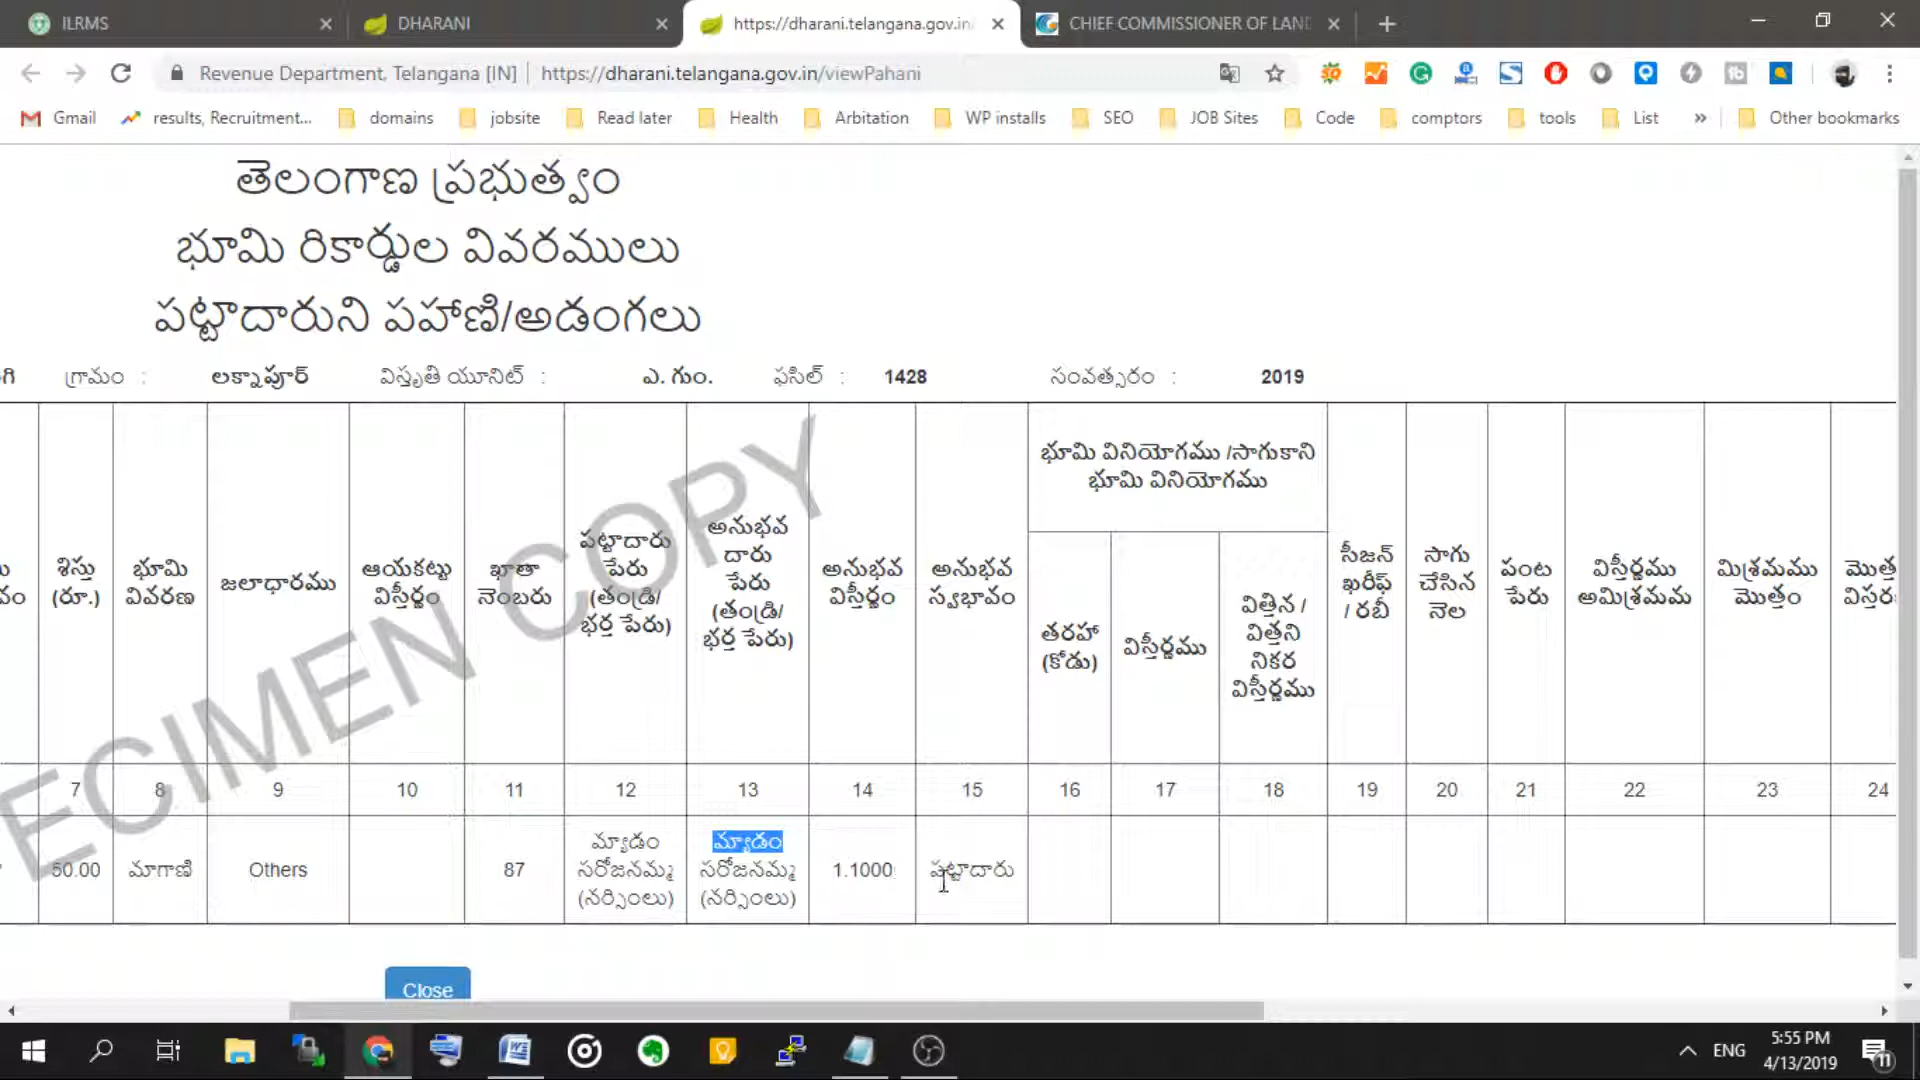 ILRMS
DHARANI
https://dharani.telangana.gov.in/
CHIEF COMMISSIONER OF LAN
Revenue Department, Telangana [IN]
https://dharani.telangana.gov.in/viewPahani
Gmail
results, Recruitment...
domains
jobsite
Read later
Health
Arbitation
WP installs
SEO
JOB Sites
Code
comptors
tools
List
Other bookmarks
తెలంగాణ ప్రభుత్వం
భూమి రికార్డుల వివరములు
పట్టాదారుని పహాణి/అడంగలు
గ్రామం : లక్నాపూర్ విస్తృతి యూనిట్ : ఎ. గుం. ఫసిల్ : 1428 సంవత్సరం : 2019
శిస్తు
(రూ.)
భూమి
వివరణ
జలాధారము
ఆయకట్టు
విస్తీర్ణం
ఖాతా
నెంబరు
పట్టాదారు
పేరు
(తండ్రి/
భర్త పేరు)
అనుభవ
దారు
పేరు
(తండ్రి/
భర్త పేరు)
అనుభవ
విస్తీర్ణం
అనుభవ
స్వభావం
భూమి వినియోగము /సాగుకాని
భూమి వినియోగము
తరహా
(కోడు)
విస్తీర్ణము
విత్తిన /
విత్తని
నికర
విస్తీర్ణము
సీజన్
ఖరీఫ్
/ రబీ
సాగు
చేసిన
నెల
పంట
పేరు
విస్తీర్ణము
అమిశ్రమమ
మిశ్రమము
మొత్తం
మొత్త
విస్తర
7 8 9 10 11 12 13 14 15 16 17 18 19 20 21 22 23 24
50.00
మాగాణి
Others
87
మ్యాడం
సరోజనమ్మ
(నర్సింలు)
మ్యాడం
సరోజనమ్మ
(నర్సింలు)
1.1000
పట్టాదారు
ECIMEN COPY
Close
ENG
5:55 PM
4/13/2019
11